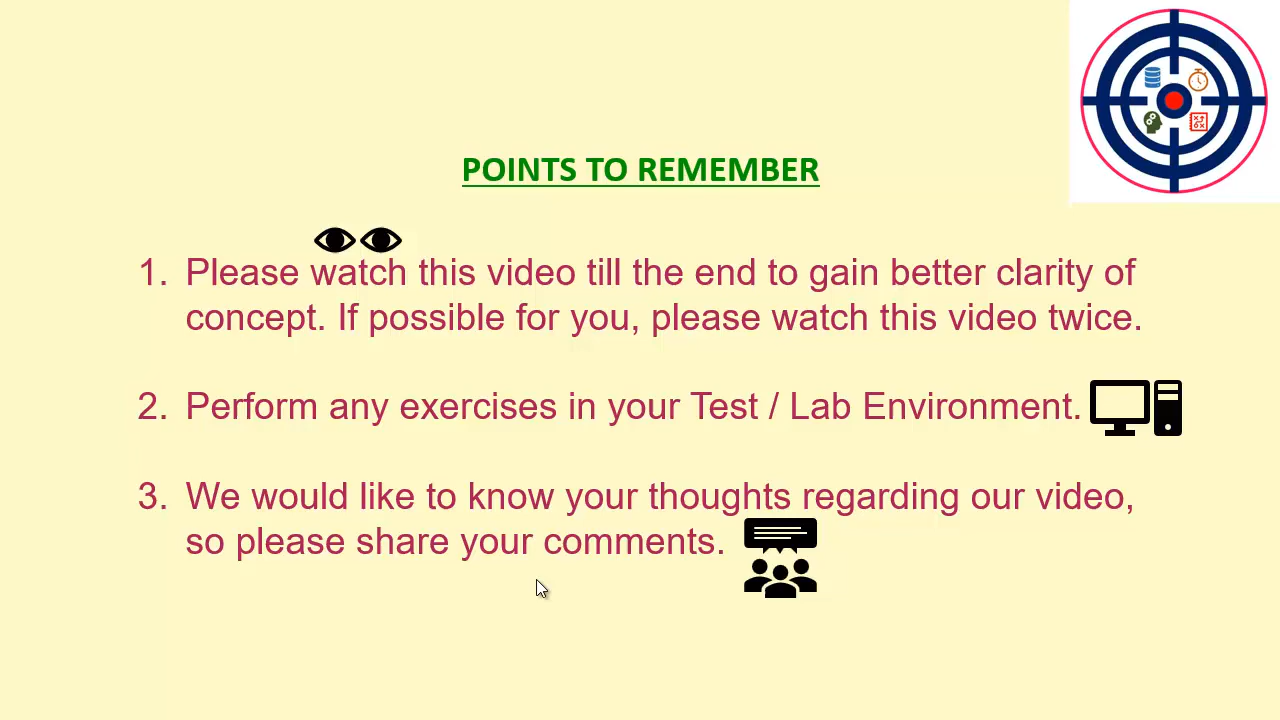 POINTS TO REMEMBER
1. Please watch this video till the end to gain better clarity of
concept. If possible for you, please watch this video twice.
2. Perform any exercises in your Test / Lab Environment.
3. We would like to know your thoughts regarding our video,
so please share your comments.